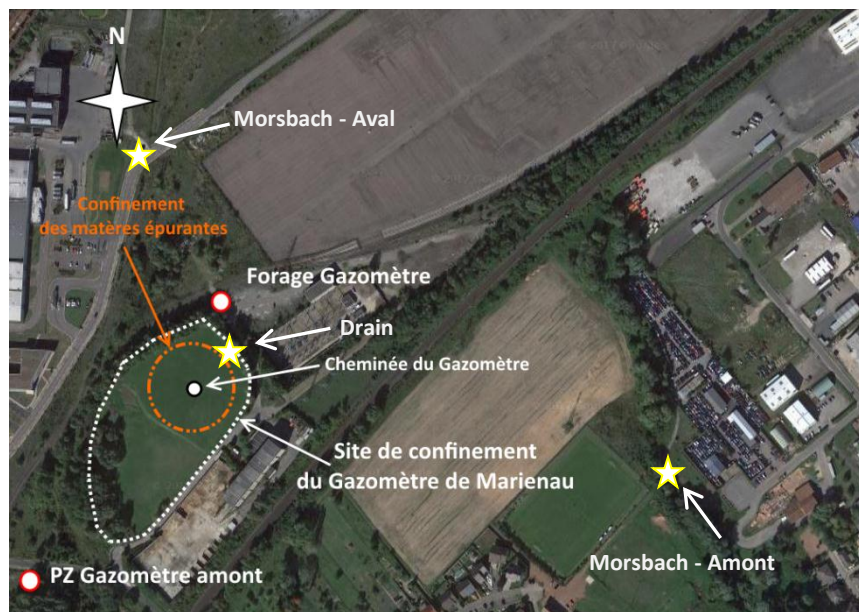 N
Morsbach - Aval
Confinement
des matères épurantes
Forage Gazomètre
Drain
Cheminée du Gazomètre
Site de confinement
du Gazomètre de Marienau
Morsbach - Amont
PZ Gazomètre amont